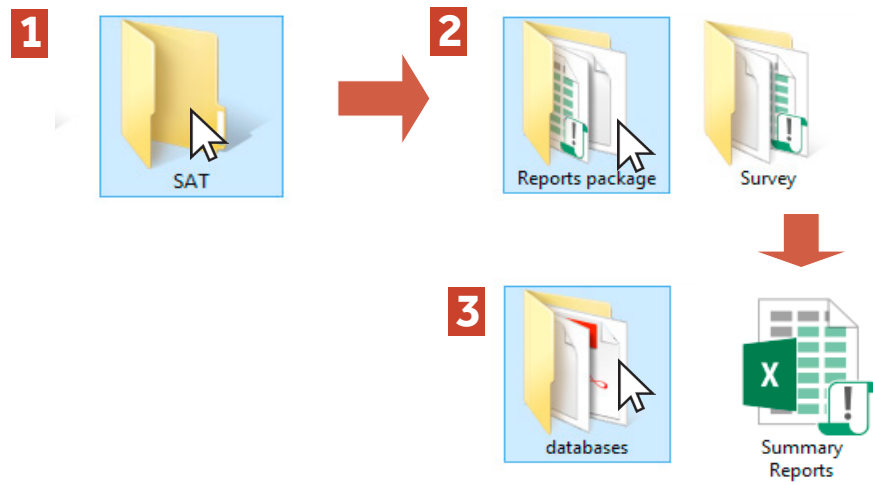 1
SAT
2
Reports package
Survey
3
databases
X
Summary
Reports